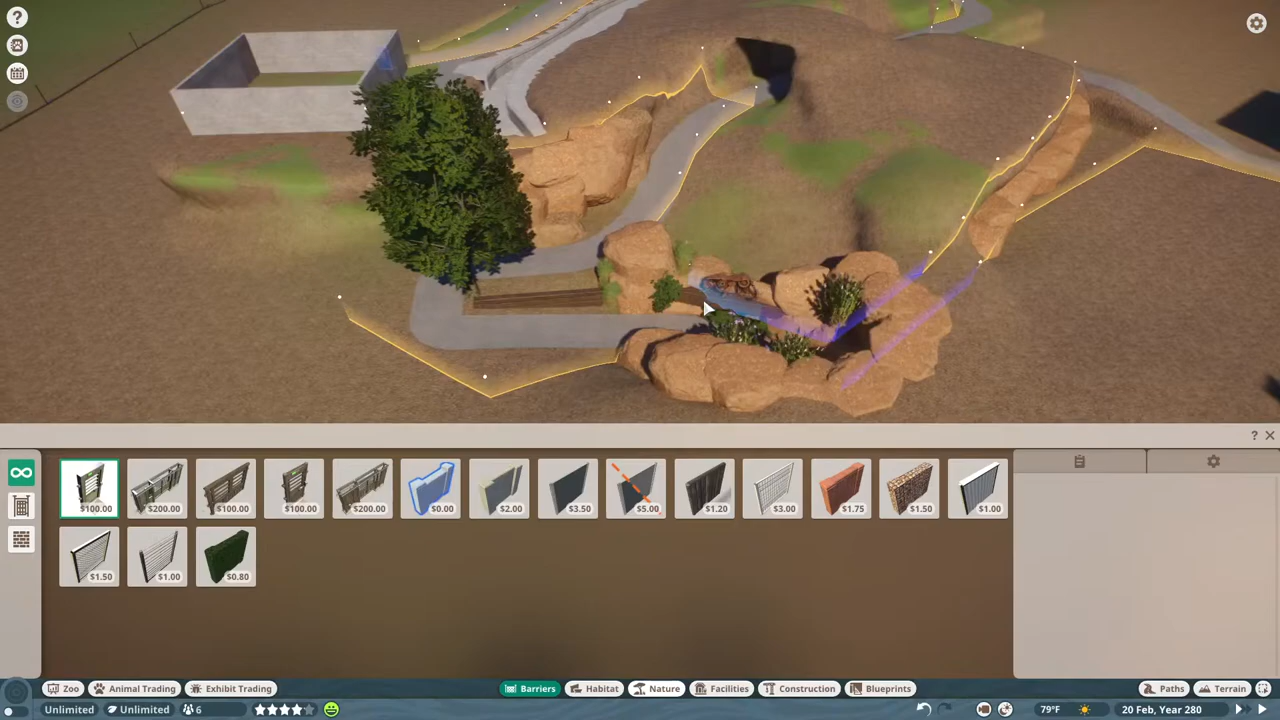 ?
? ×
$100.00 $200.00 $100.00 $100.00 $200.00 $0.00 $2.00 $3.50 $5.00 $1.20 $3.00 $1.75 $1.50 $1.00
$1.50 $1.00 $0.80
Zoo Animal Trading Exhibit Trading Barriers Habitat Nature Facilities Construction Blueprints Paths Terrain
Unlimited Unlimited 6 79°F 20 Feb, Year 280